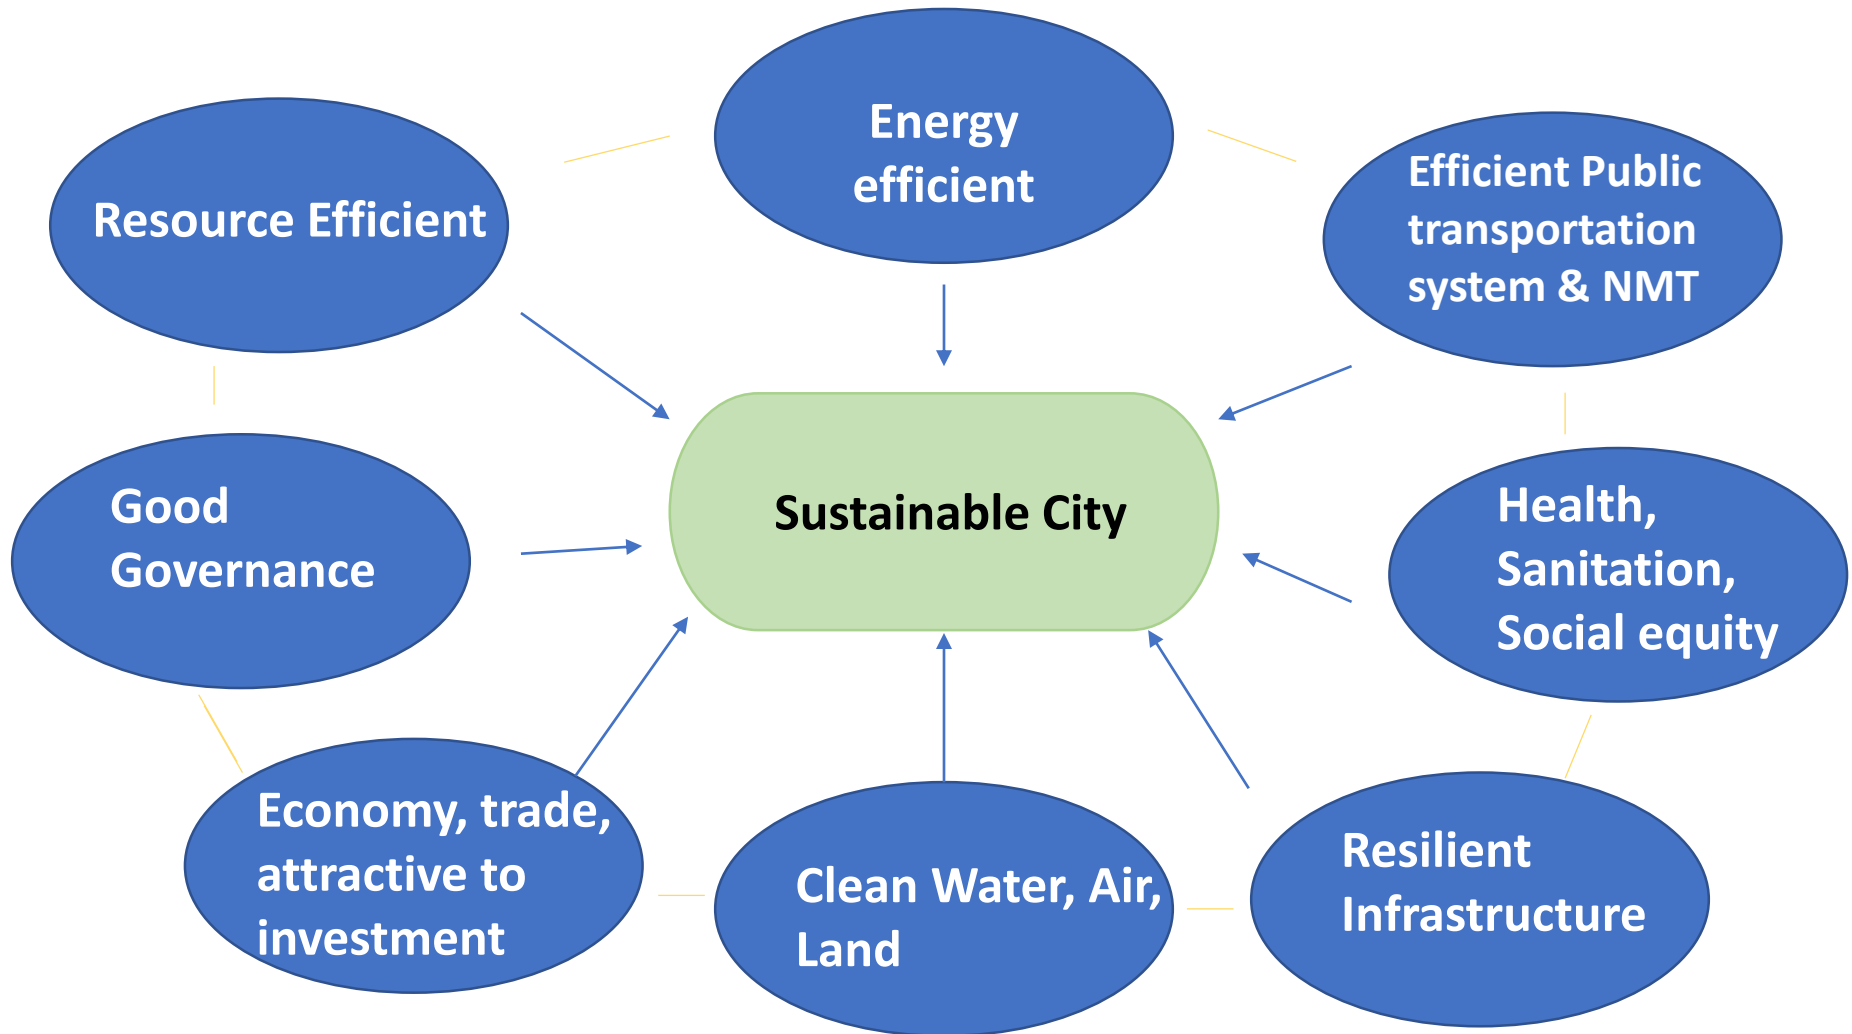 Energy
efficient
Resource Efficient
Efficient Public
transportation
system & NMT
Good
Governance
Sustainable City
Health,
Sanitation,
Social equity
Economy, trade,
attractive to
investment
Clean Water, Air,
Land
Resilient
Infrastructure